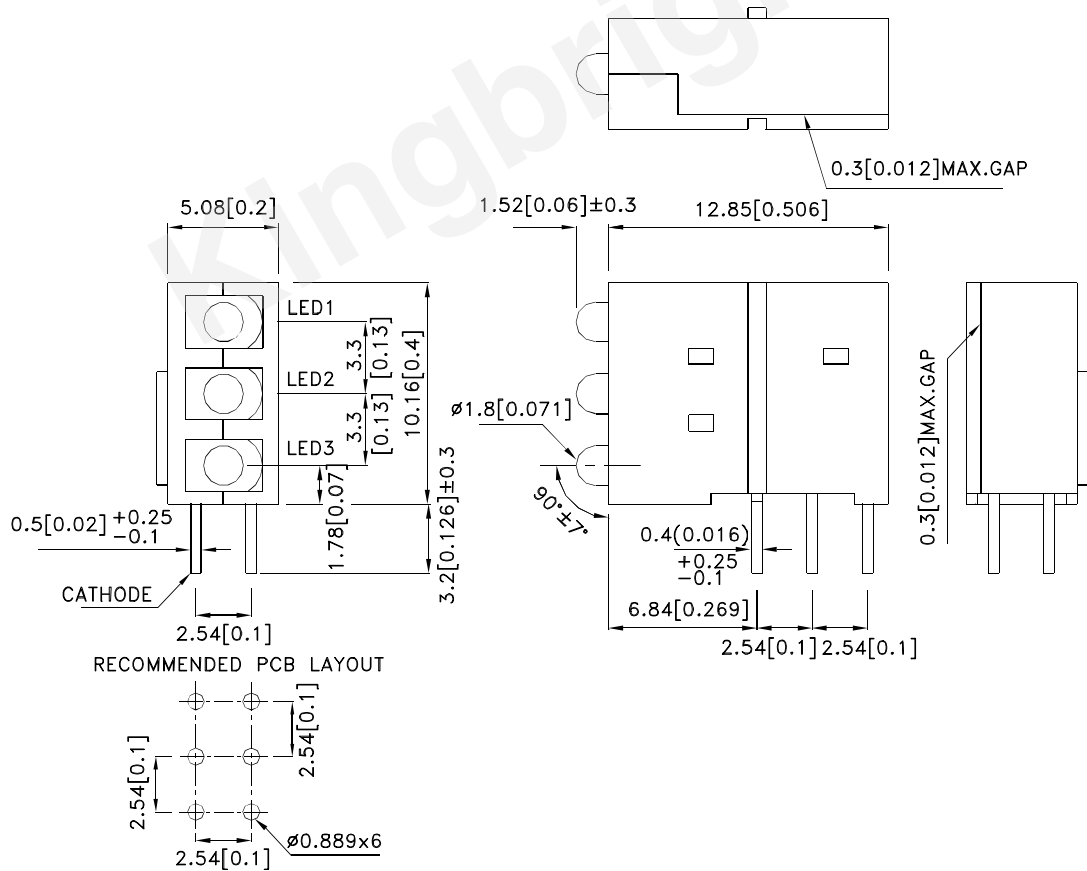 Kingbright
0.3[0.012]MAX.GAP
5.08[0.2]
1.52[0.06]±0.3
12.85[0.506]
LED1
3.3
[0.13]
LED2
3.3
[0.13]
LED3
10.16[0.4]
1.78[0.07]
3.2[0.126]±0.3
ø1.8[0.071]
90°±7°
0.3[0.012]MAX.GAP
0.5[0.02] +0.25
-0.1
CATHODE
2.54[0.1]
0.4(0.016)
+0.25
-0.1
6.84[0.269]
2.54[0.1] 2.54[0.1]
RECOMMENDED PCB LAYOUT
2.54[0.1]
2.54[0.1]
2.54[0.1]
ø0.889x6